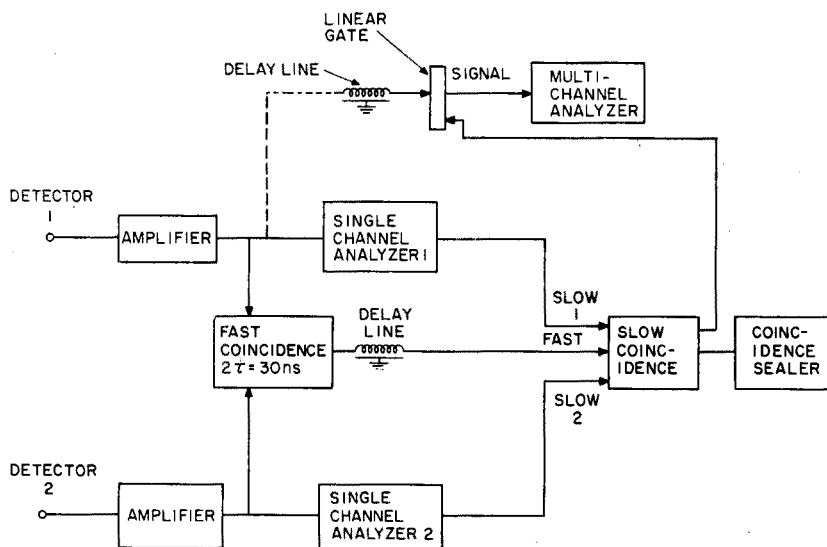 LINEAR
GATE
DELAY LINE
SIGNAL
MULTI-
CHANNEL
ANALYZER
DETECTOR
1
AMPLIFIER
SINGLE
CHANNEL
ANALYZER 1
FAST
COINCIDENCE
2τ = 30ns
DELAY
LINE
SLOW
1
FAST
SLOW
2
SLOW
COINC-
IDENCE
COINC-
IDENCE
SEALER
DETECTOR
2
AMPLIFIER
SINGLE
CHANNEL
ANALYZER 2